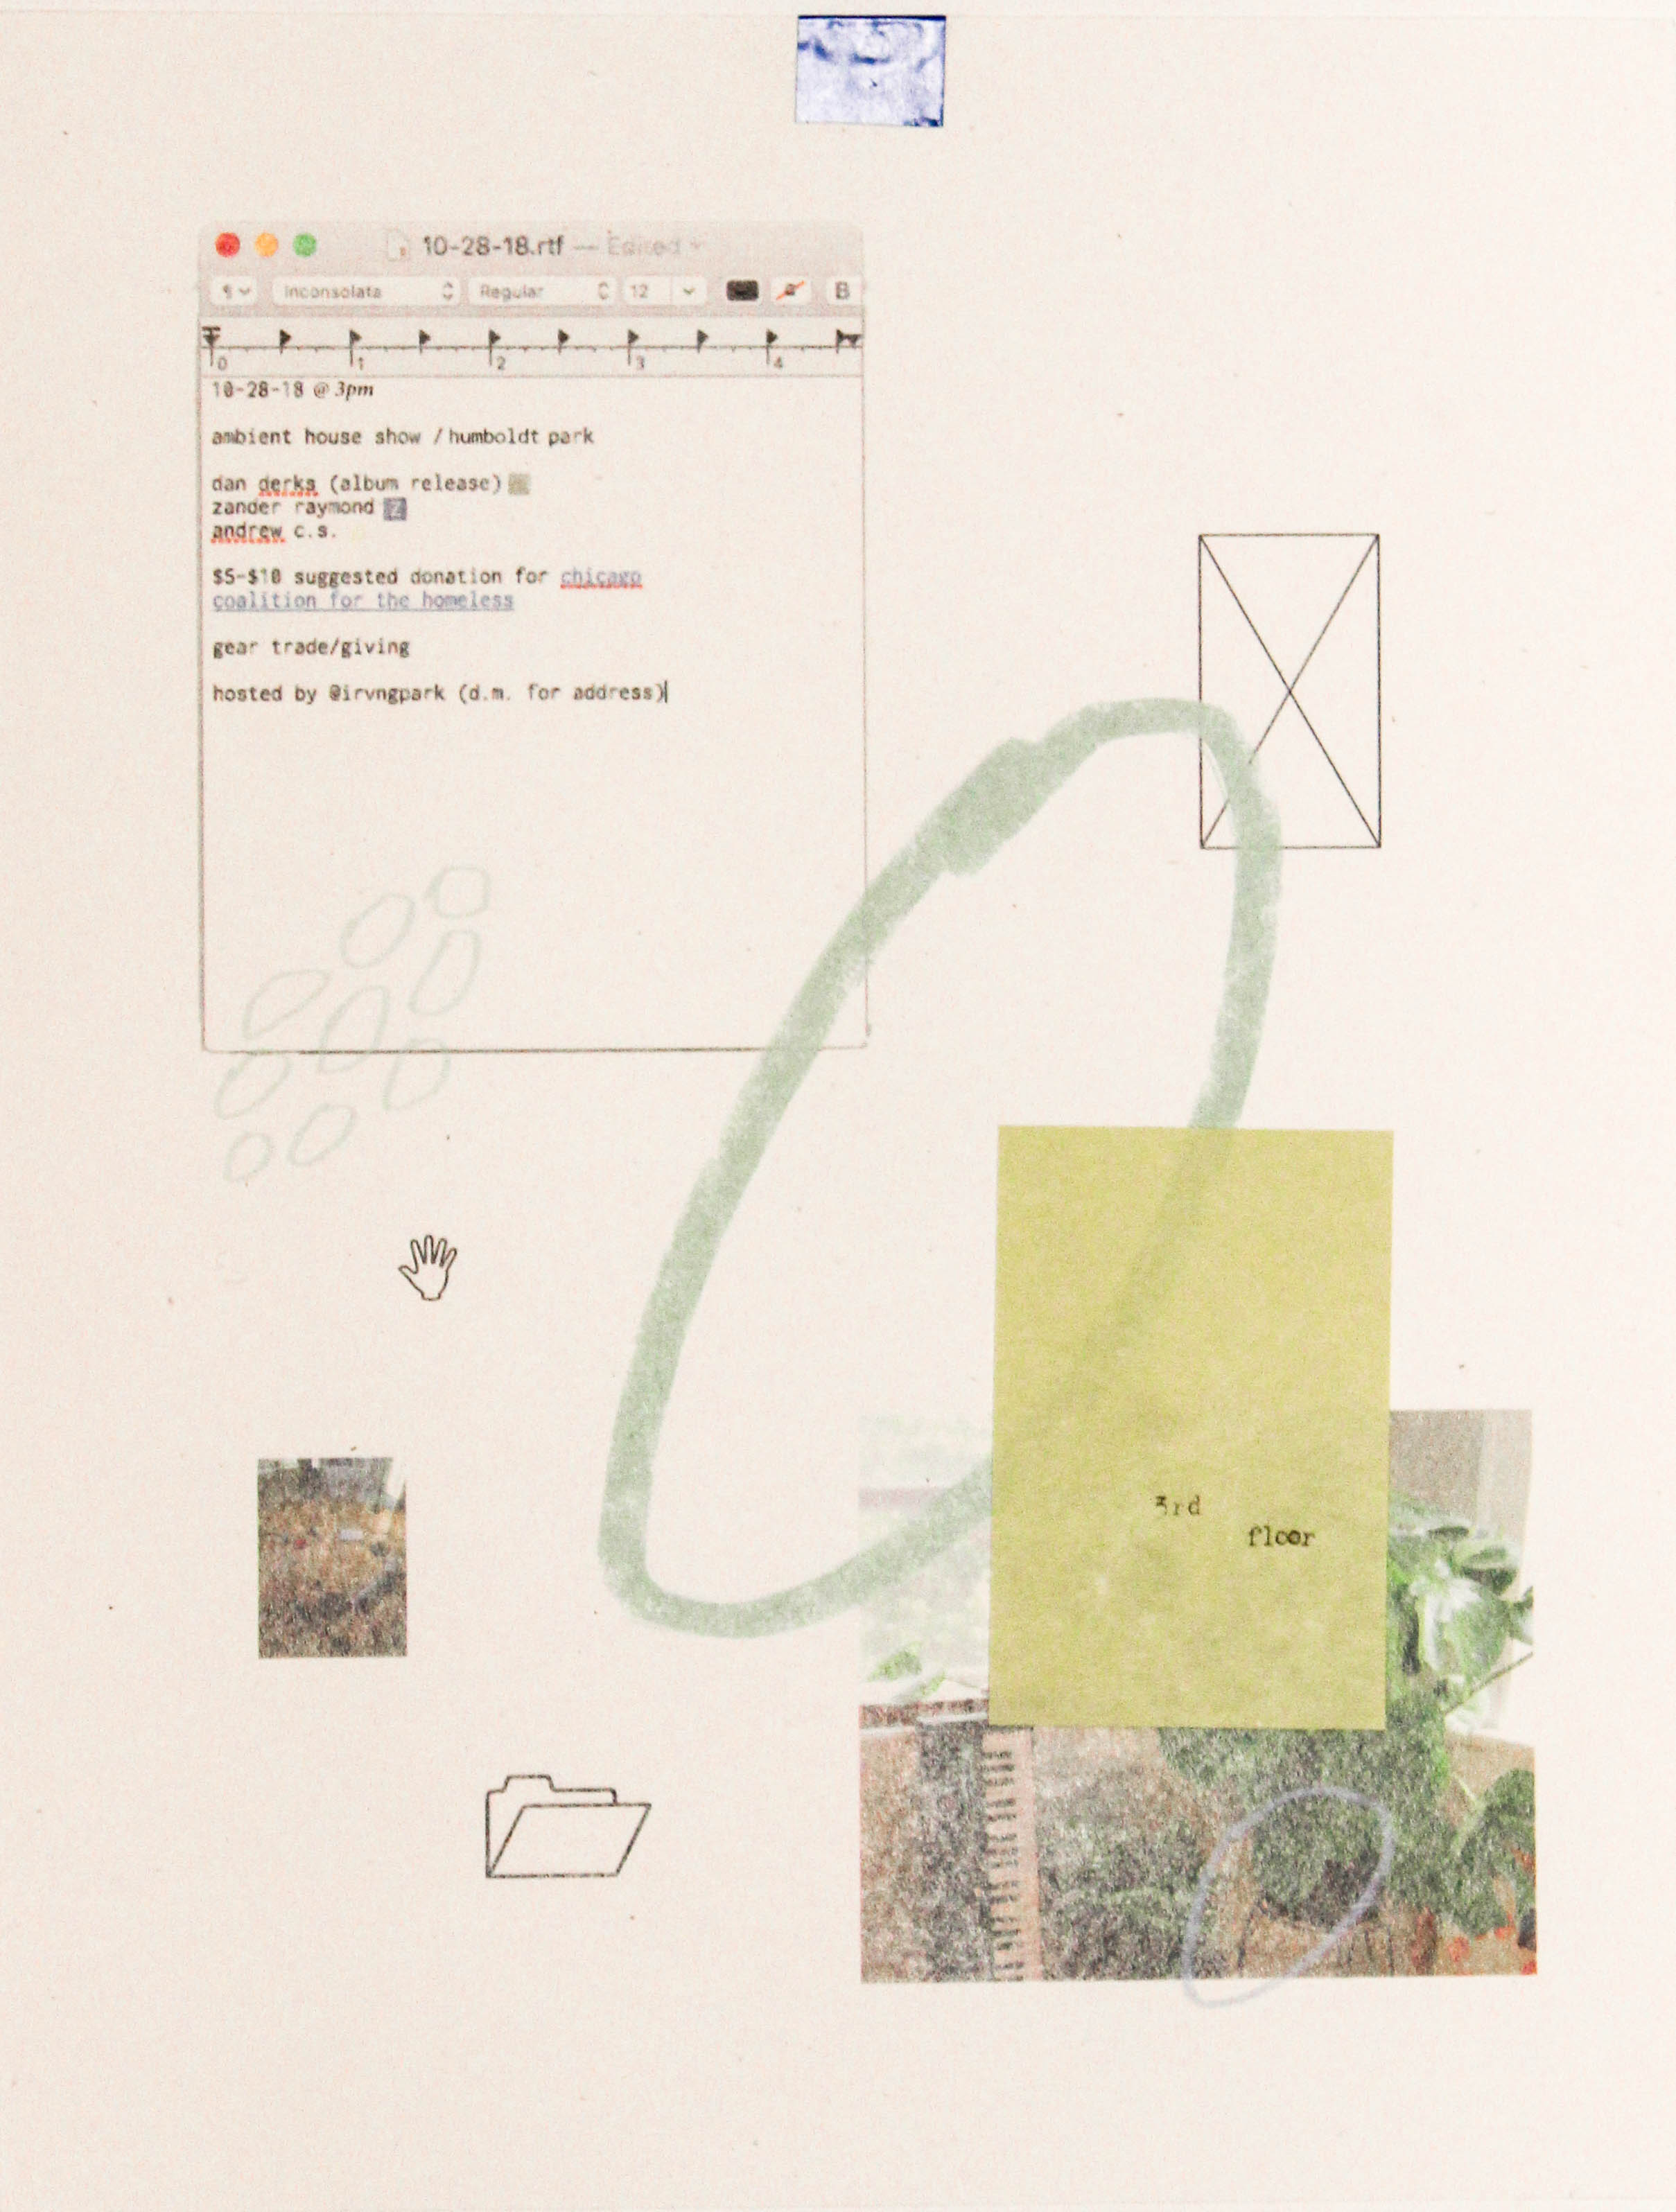 10-28-18.rtf — Edited
Inconsolata Regular 12 B
0 1 2 3 4
10-28-18 @ 3pm
ambient house show / humboldt park
dan derks (album release)
zander raymond Z
andrew c.s.
$5-$10 suggested donation for chicago
coalition for the homeless
gear trade/giving
hosted by @irvngpark (d.m. for address)
3rd
floor